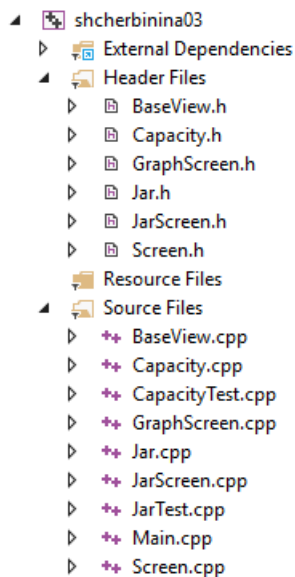 shcherbinina03
External Dependencies
Header Files
BaseView.h
Capacity.h
GraphScreen.h
Jar.h
JarScreen.h
Screen.h
Resource Files
Source Files
BaseView.cpp
Capacity.cpp
CapacityTest.cpp
GraphScreen.cpp
Jar.cpp
JarScreen.cpp
JarTest.cpp
Main.cpp
Screen.cpp